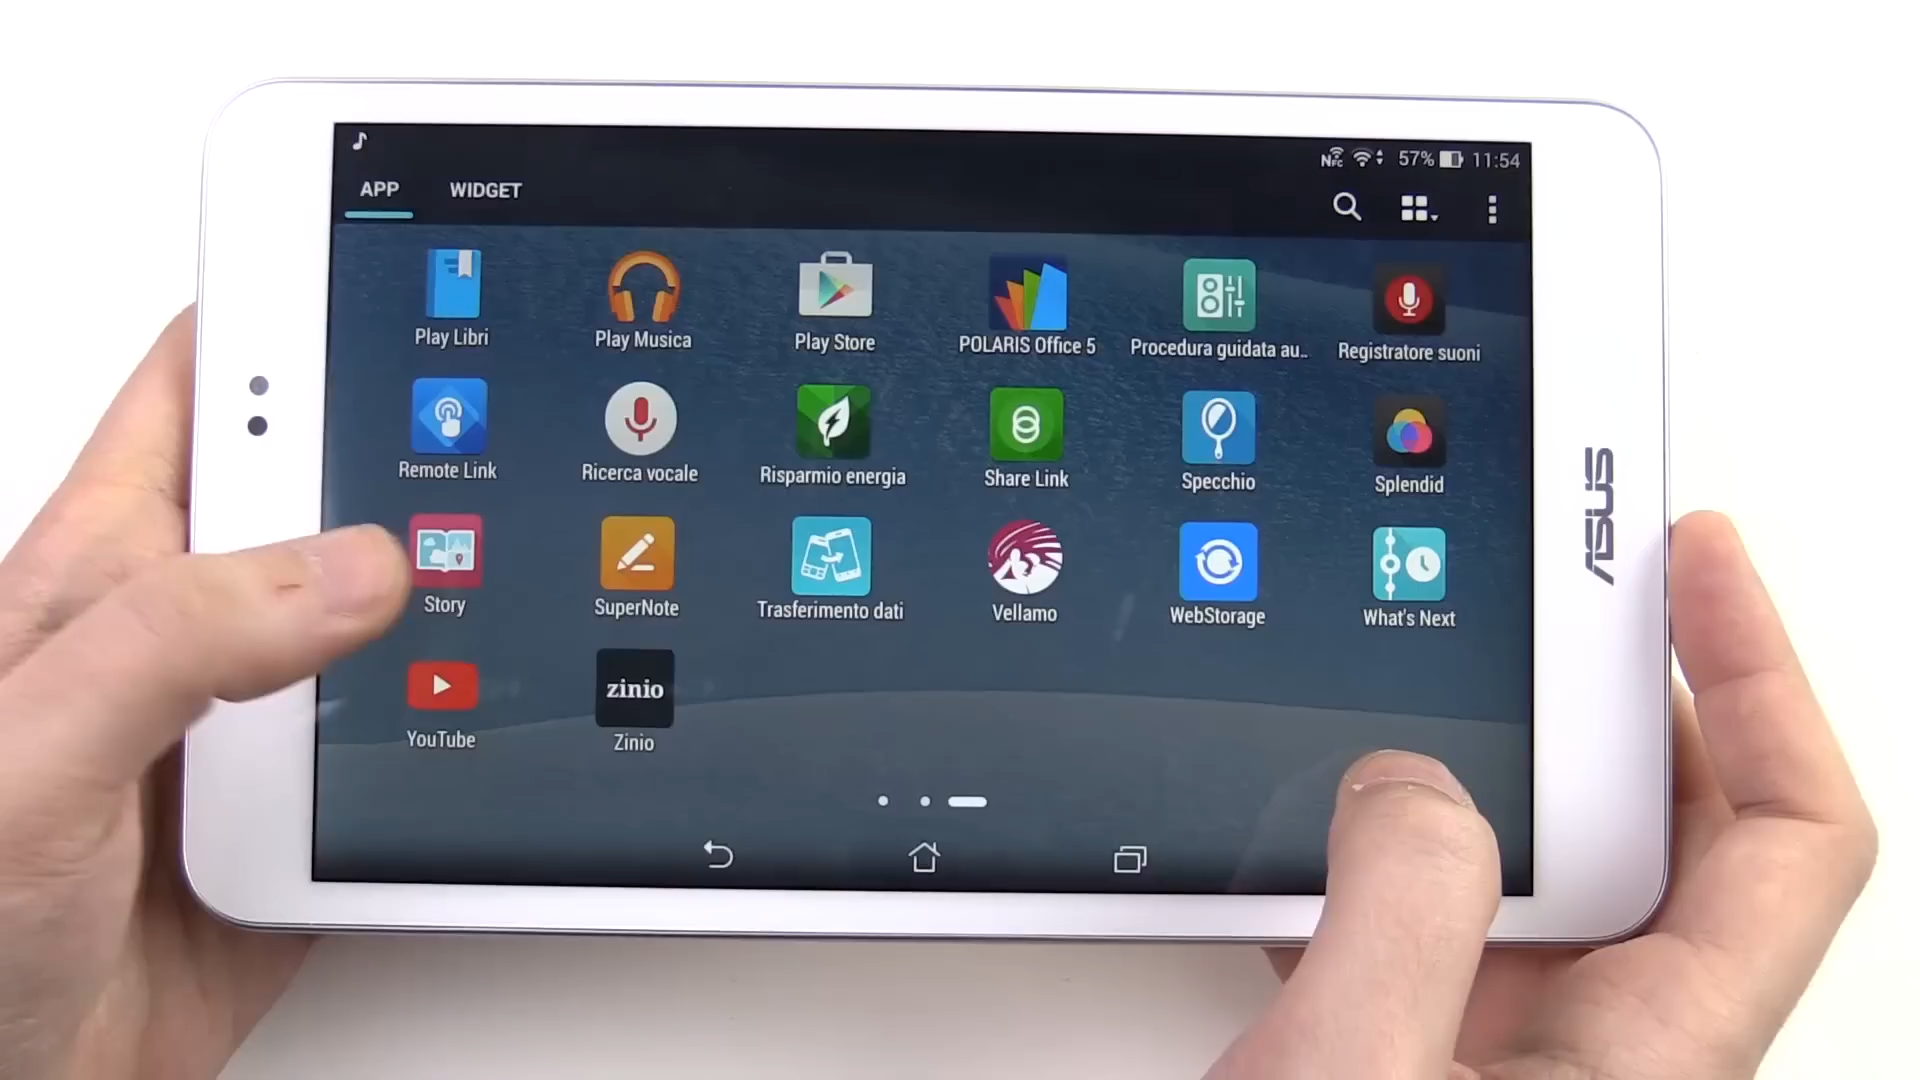 NFC 57% 11:54
APP WIDGET
Play Libri Play Musica Play Store POLARIS Office 5 Procedura guidata au.. Registratore suoni
Remote Link Ricerca vocale Risparmio energia Share Link Specchio Splendid
Story SuperNote Trasferimento dati Vellamo WebStorage What's Next
zinio
YouTube Zinio
ASUS